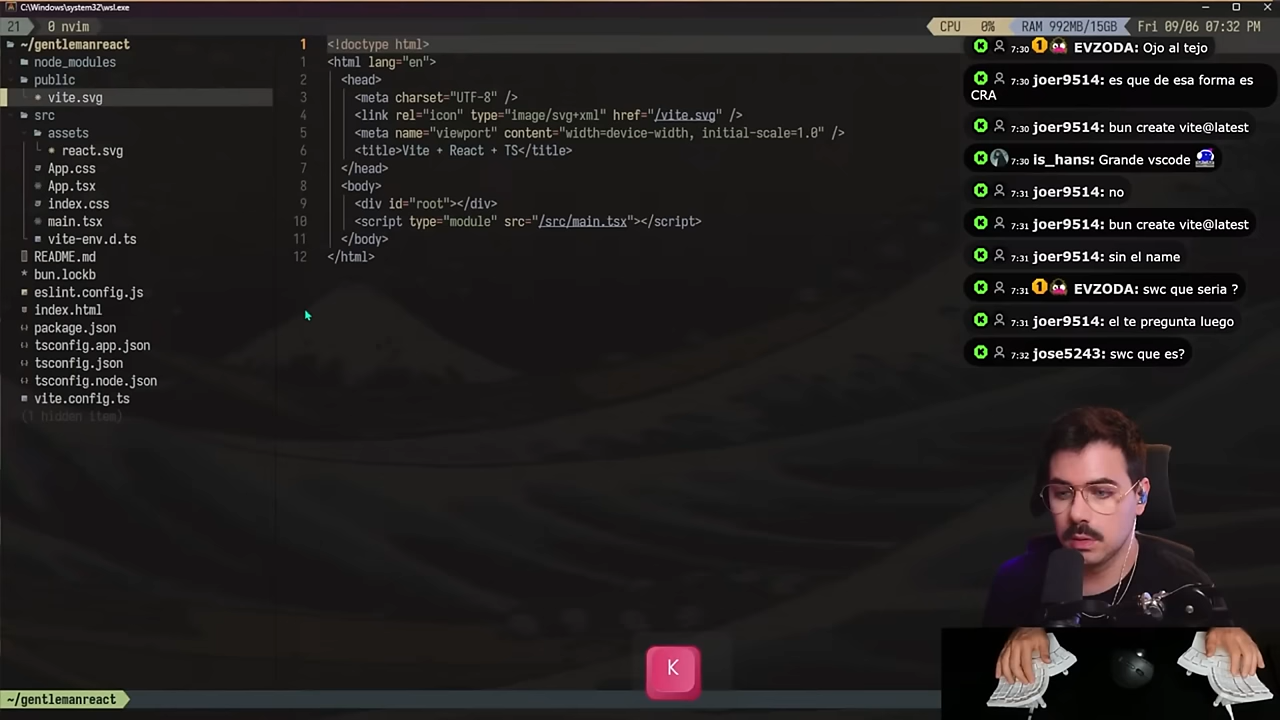 C:\Windows\system32\wsl.exe
21 0 nvim
CPU 0% RAM 992MB/15GB Fri 09/06 07:32 PM
~/gentlemanreact
node_modules
public
vite.svg
src
assets
react.svg
App.css
App.tsx
index.css
main.tsx
vite-env.d.ts
README.md
bun.lockb
eslint.config.js
index.html
package.json
tsconfig.app.json
tsconfig.json
tsconfig.node.json
vite.config.ts
(1 hidden item)
1 <!doctype html>
1 <html lang="en">
2 <head>
3 <meta charset="UTF-8" />
4 <link rel="icon" type="image/svg+xml" href="/vite.svg" />
5 <meta name="viewport" content="width=device-width, initial-scale=1.0" />
6 <title>Vite + React + TS</title>
7 </head>
8 <body>
9 <div id="root"></div>
10 <script type="module" src="/src/main.tsx"></script>
11 </body>
12 </html>
7:30 1 EVZODA: Ojo al tejo
7:30 joer9514: es que de esa forma es
CRA
7:30 joer9514: bun create vite@latest
7:30 is_hans: Grande vscode
7:31 joer9514: no
7:31 joer9514: bun create vite@latest
7:31 joer9514: sin el name
7:31 1 EVZODA: swc que seria ?
7:31 joer9514: el te pregunta luego
7:32 jose5243: swc que es?
K
~/gentlemanreact